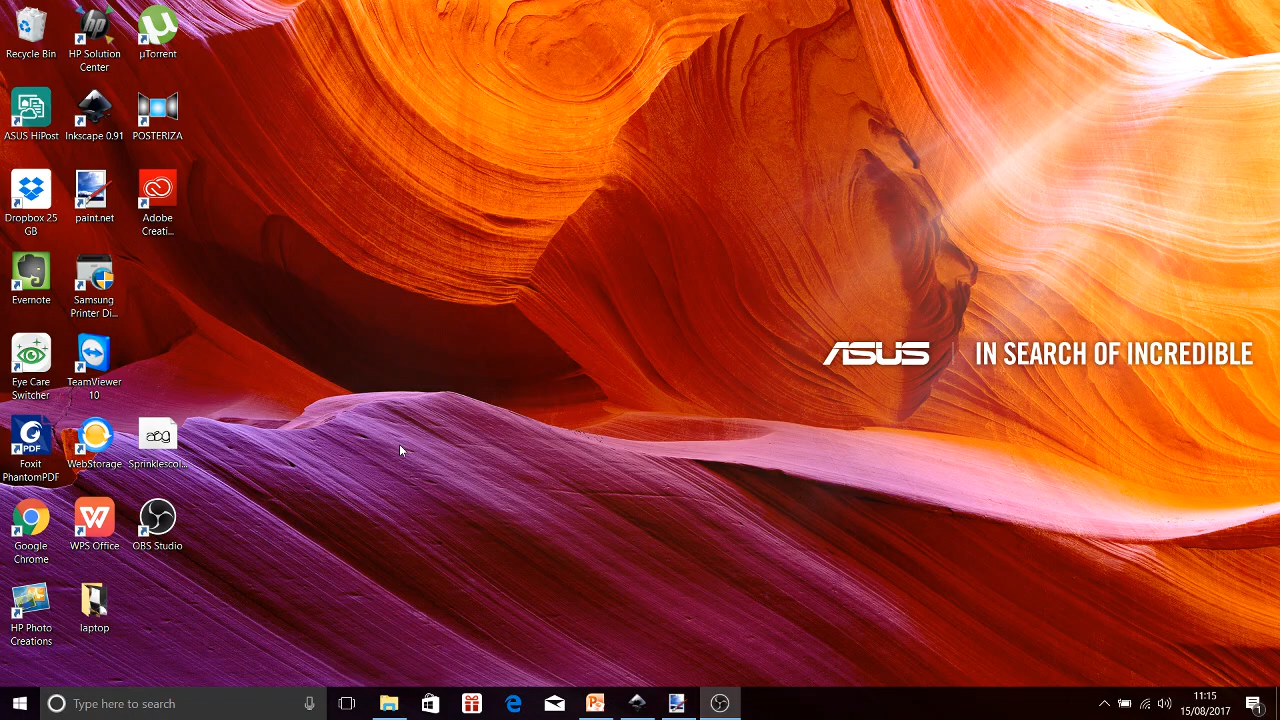 Recycle Bin
HP Solution
Center
µTorrent
ASUS HiPost
Inkscape 0.91
POSTERIZA
Dropbox 25
GB
paint.net
Adobe
Creati...
Evernote
Samsung
Printer Di...
Eye Care
Switcher
TeamViewer
10
Foxit
PhantomPDF
WebStorage
Sprinklescol...
Google
Chrome
WPS Office
OBS Studio
HP Photo
Creations
laptop
ASUS IN SEARCH OF INCREDIBLE
Type here to search
11:15
15/08/2017